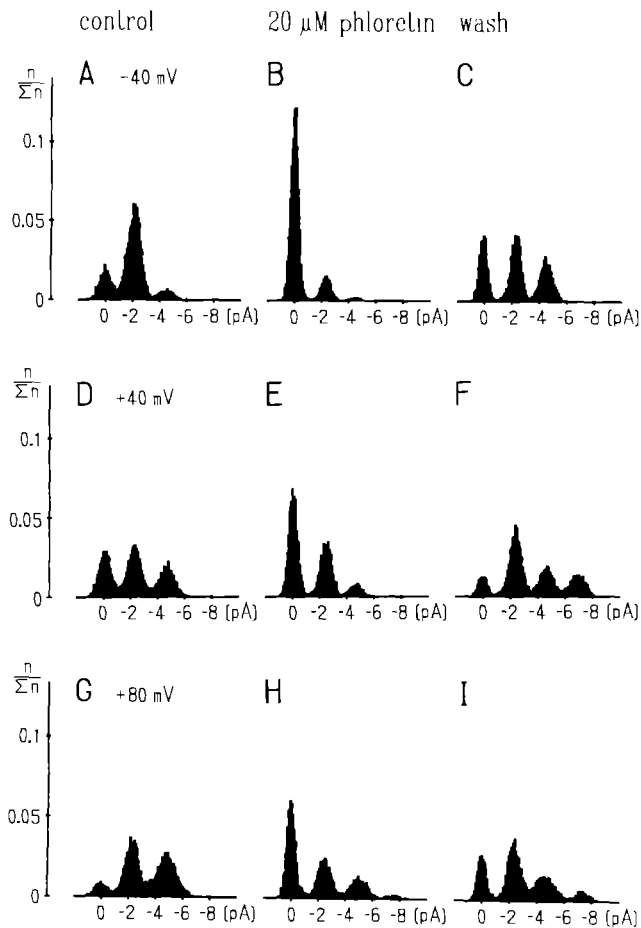 control 20 μM phloretin wash
n/Σn A -40 mV B C
0.1
0.05
0
0 -2 -4 -6 -8 (pA) 0 -2 -4 -6 -8 (pA) 0 -2 -4 -6 -8 (pA)
n/Σn D +40 mV E F
0.1
0.05
0
0 -2 -4 -6 -8 (pA) 0 -2 -4 -6 -8 (pA) 0 -2 -4 -6 -8 (pA)
n/Σn G +80 mV H I
0.1
0.05
0
0 -2 -4 -6 -8 (pA) 0 -2 -4 -6 -8 (pA) 0 -2 -4 -6 -8 (pA)